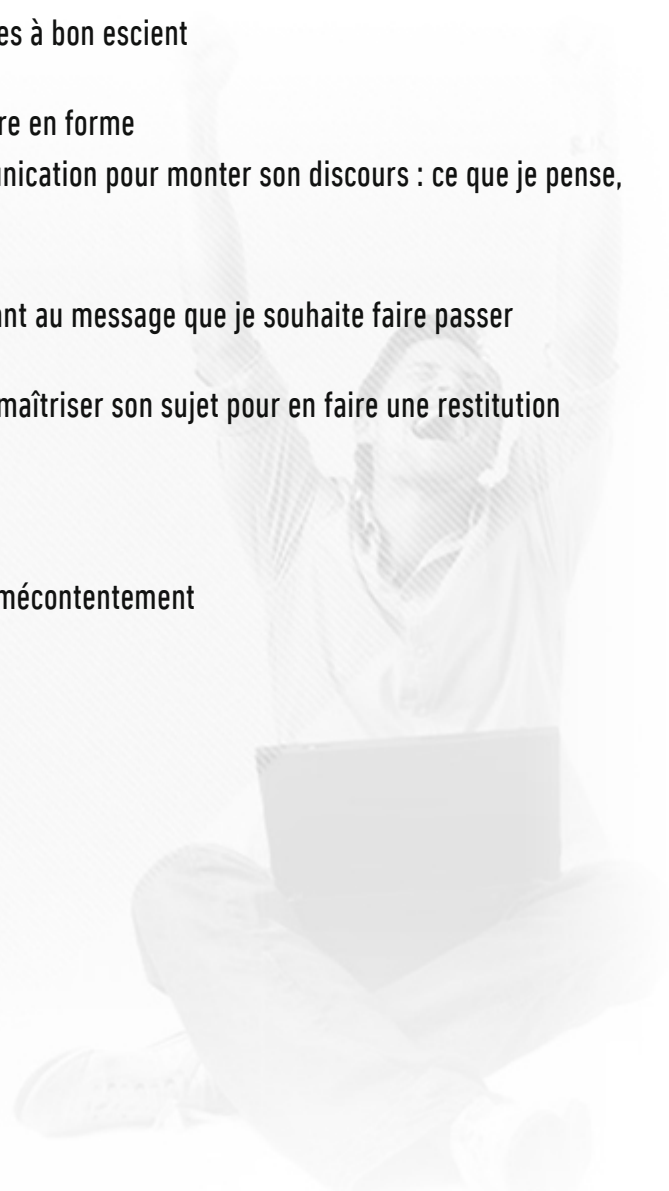 es à bon escient
re en forme
unication pour monter son discours : ce que je pense,
ant au message que je souhaite faire passer
maîtriser son sujet pour en faire une restitution
mécontentement